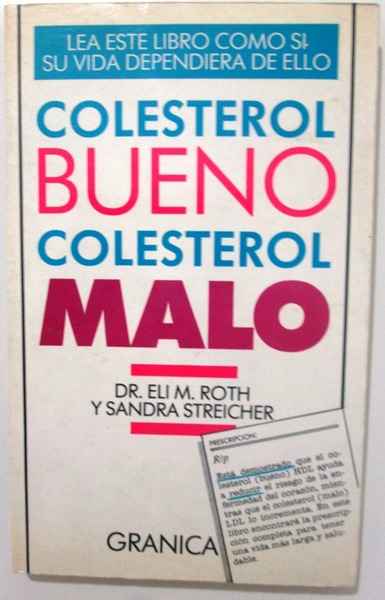 LEA ESTE LIBRO COMO SI
SU VIDA DEPENDIERA DE ELLO
COLESTEROL
BUENO
COLESTEROL
MALO
DR. ELI M. ROTH
Y SANDRA STREICHER
PRESCRIPCION:
R/p
Está demostrado que el co-
lesterol (bueno) HDL ayuda
a reducir el riesgo de la en-
fermedad del corazón, mien-
tras que el colesterol (malo)
LDL lo incrementa. En este
libro encontrará la prescrip-
ción completa para tener
una vida más larga y salu-
dable.
GRANICA